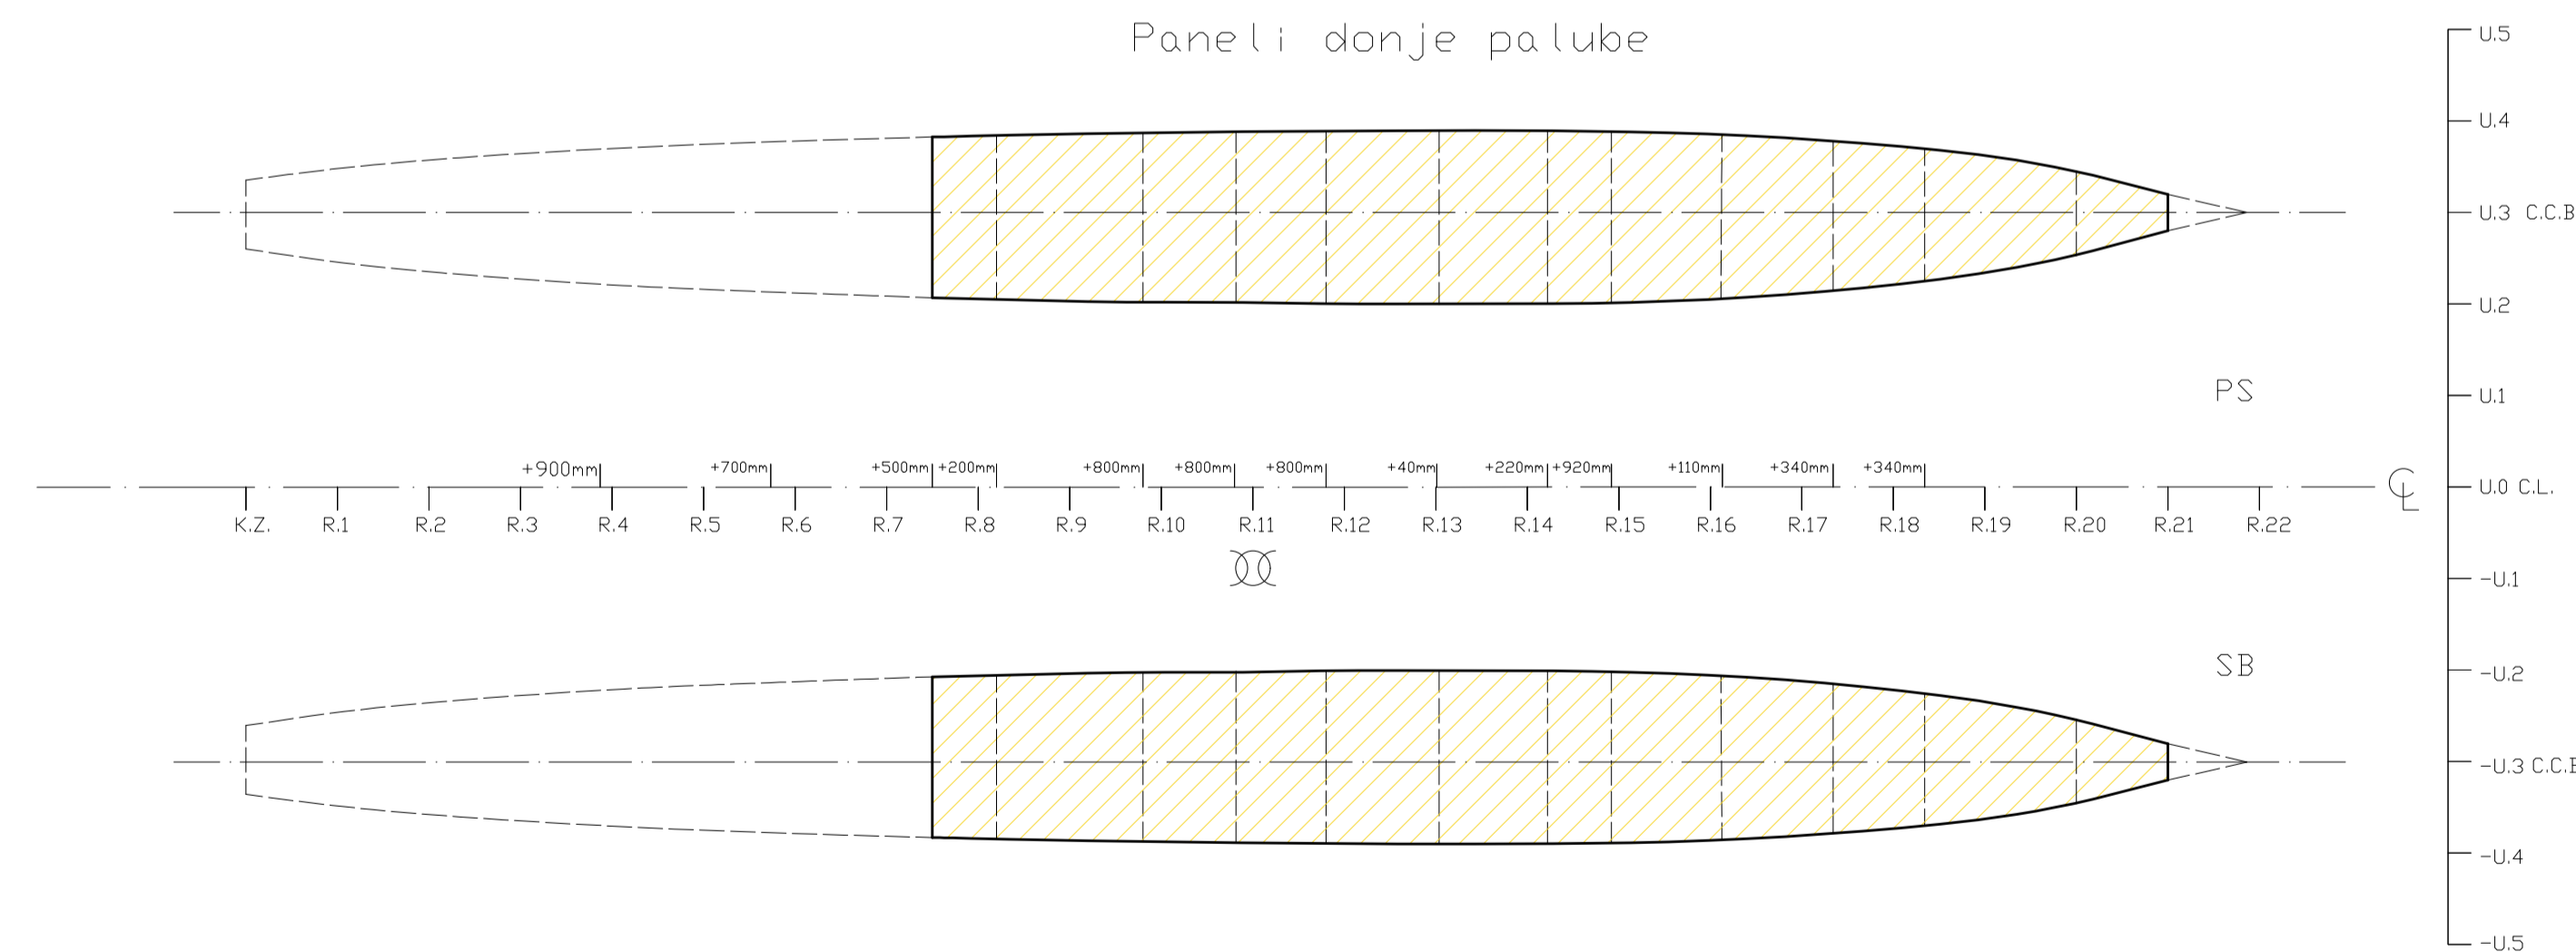 Paneli donje palube
U.5
U.4
U.3 C.C.B
U.2
PS
U.1
+900mm +700mm +500mm +200mm +800mm +800mm +800mm +40mm +220mm +920mm +110mm +340mm +340mm
CL U.0 C.L.
K.Z. R.1 R.2 R.3 R.4 R.5 R.6 R.7 R.8 R.9 R.10 R.11 R.12 R.13 R.14 R.15 R.16 R.17 R.18 R.19 R.20 R.21 R.22
-U.1
SB
-U.2
-U.3 C.C.B
-U.4
-U.5